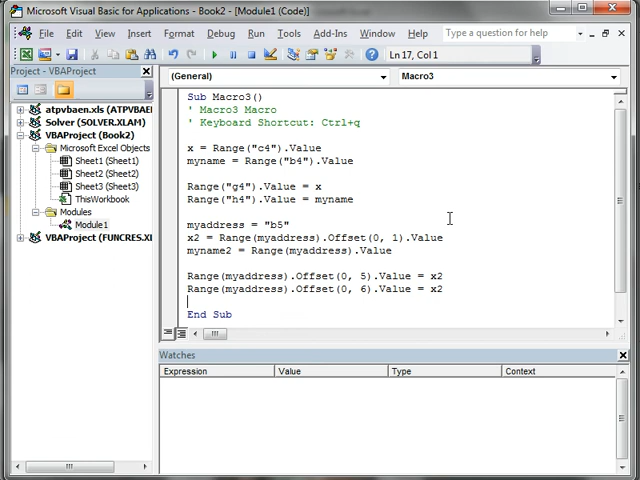 Microsoft Visual Basic for Applications - Book2 - [Module1 (Code)]
File Edit View Insert Format Debug Run Tools Add-Ins Window Help
Type a question for help
Ln 17, Col 1
Project - VBAProject
(General)
Macro3
atpvbaen.xls (ATPVBAEN
Solver (SOLVER.XLAM)
VBAProject (Book2)
Microsoft Excel Objects
Sheet1 (Sheet1)
Sheet2 (Sheet2)
Sheet3 (Sheet3)
ThisWorkbook
Modules
Module1
VBAProject (FUNCRES.XL
Sub Macro3()
' Macro3 Macro
' Keyboard Shortcut: Ctrl+q
x = Range("c4").Value
myname = Range("b4").Value
Range("g4").Value = x
Range("h4").Value = myname
myaddress = "b5"
x2 = Range(myaddress).Offset(0, 1).Value
myname2 = Range(myaddress).Value
Range(myaddress).Offset(0, 5).Value = x2
Range(myaddress).Offset(0, 6).Value = x2
End Sub
Watches
Expression Value Type Context